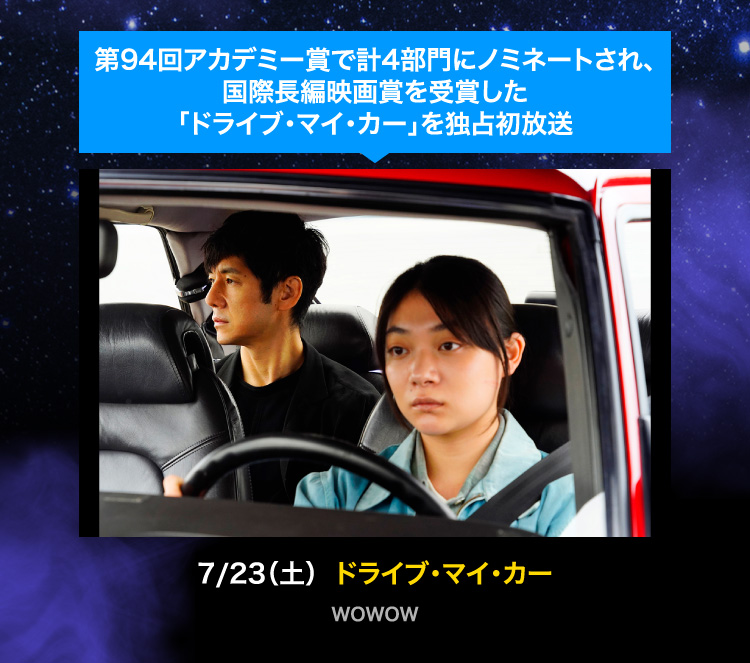 第94回アカデミー賞で計4部門にノミネートされ、
国際長編映画賞を受賞した
「ドライブ・マイ・カー」を独占初放送
7/23(土) ドライブ・マイ・カー
WOWOW